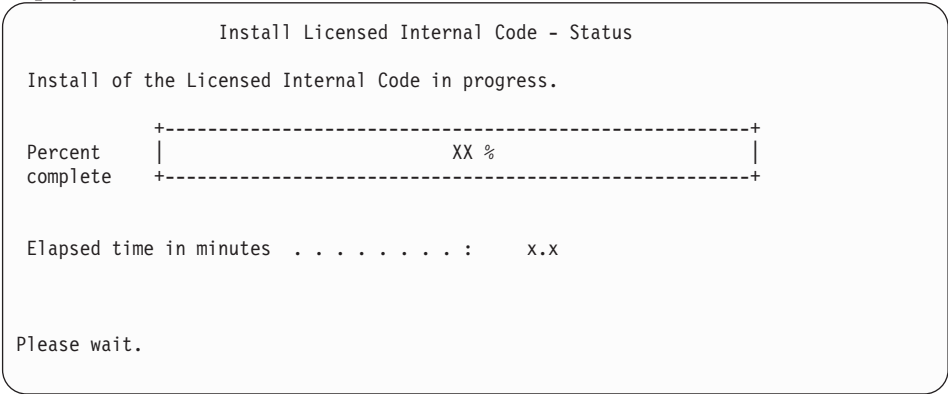 Install Licensed Internal Code - Status
Install of the Licensed Internal Code in progress.
+-------------------------------------------------------+
Percent | XX % |
complete +-------------------------------------------------------+
Elapsed time in minutes . . . . . . . . : x.x
Please wait.